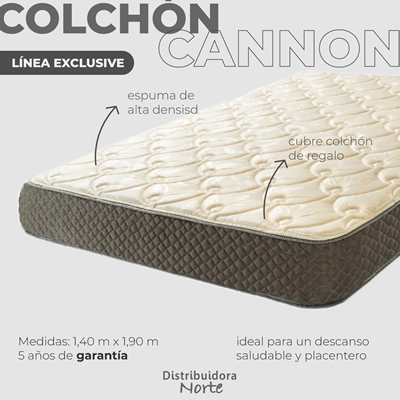 COLCHÓN
CANNON
LÍNEA EXCLUSIVE
espuma de
alta densisd
cubre colchón
de regalo
Medidas: 1,40 m x 1,90 m
5 años de garantía
ideal para un descanso
saludable y placentero
Distribuidora
Norte